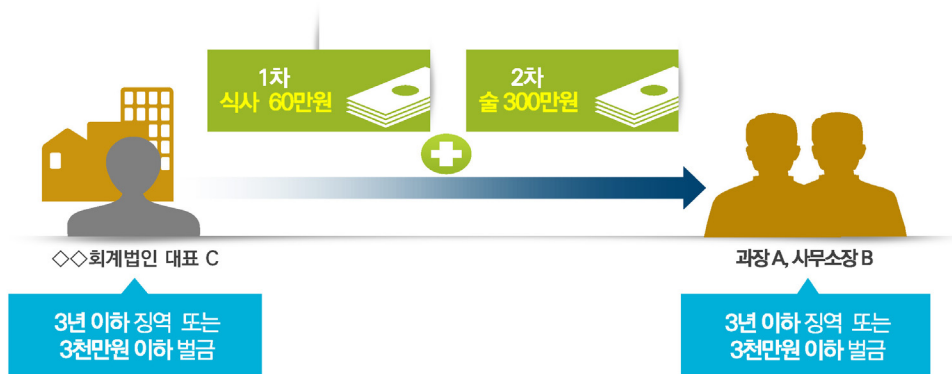 1차
식사 60만원
2차
술 300만원
◇◇회계법인 대표 C
과장 A, 사무소장 B
3년 이하 징역 또는
3천만원 이하 벌금
3년 이하 징역 또는
3천만원 이하 벌금